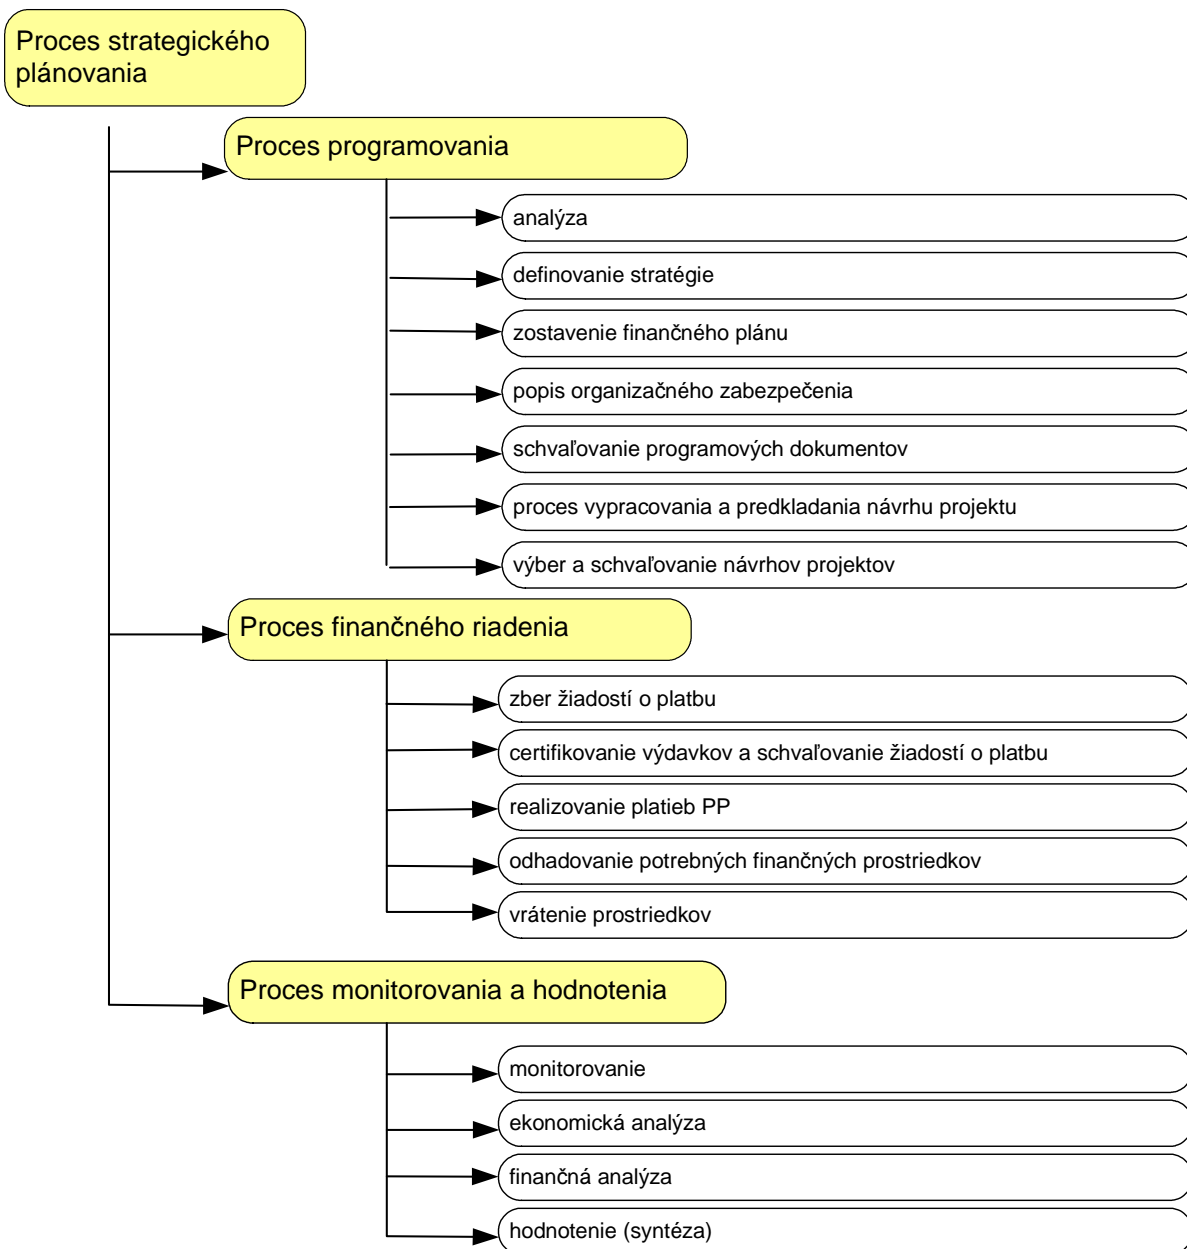 Proces strategického
plánovania
Proces programovania
analýza
definovanie stratégie
zostavenie finančného plánu
popis organizačného zabezpečenia
schvaľovanie programových dokumentov
proces vypracovania a predkladania návrhu projektu
výber a schvaľovanie návrhov projektov
Proces finančného riadenia
zber žiadostí o platbu
certifikovanie výdavkov a schvaľovanie žiadostí o platbu
realizovanie platieb PP
odhadovanie potrebných finančných prostriedkov
vrátenie prostriedkov
Proces monitorovania a hodnotenia
monitorovanie
ekonomická analýza
finančná analýza
hodnotenie (syntéza)